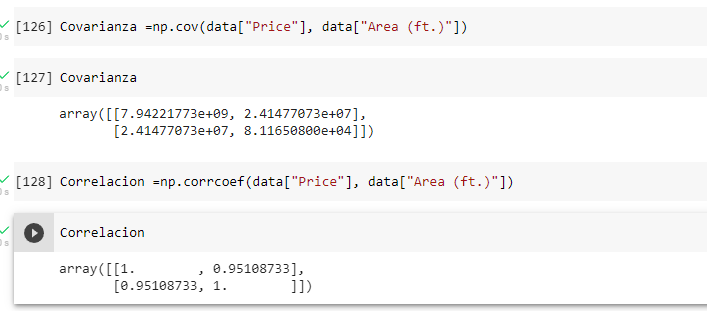 [126] Covarianza =np.cov(data["Price"], data["Area (ft.)"])
[127] Covarianza
array([[7.94221773e+09, 2.41477073e+07],
[2.41477073e+07, 8.11650800e+04]])
[128] Correlacion =np.corrcoef(data["Price"], data["Area (ft.)"])
Correlacion
array([[1.        , 0.95108733],
[0.95108733, 1.        ]])